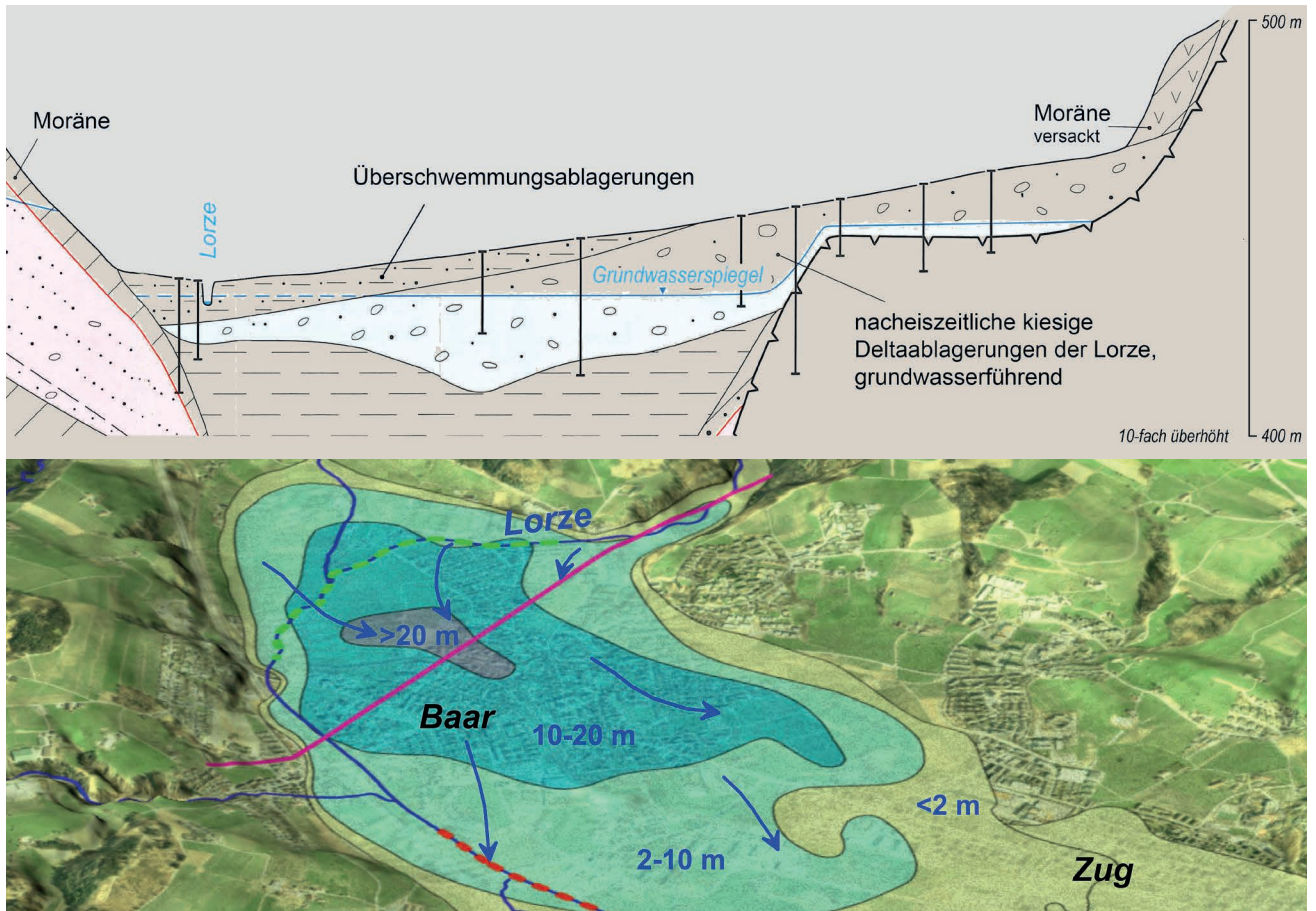 500 m
Moräne
Moräne
versackt
Überschwemmungsablagerungen
Lorze
Grundwasserspiegel
nacheiszeitliche kiesige
Deltaablagerungen der Lorze,
grundwasserführend
10-fach überhöht
400 m
Lorze
>20 m
Baar
10-20 m
<2 m
2-10 m
Zug